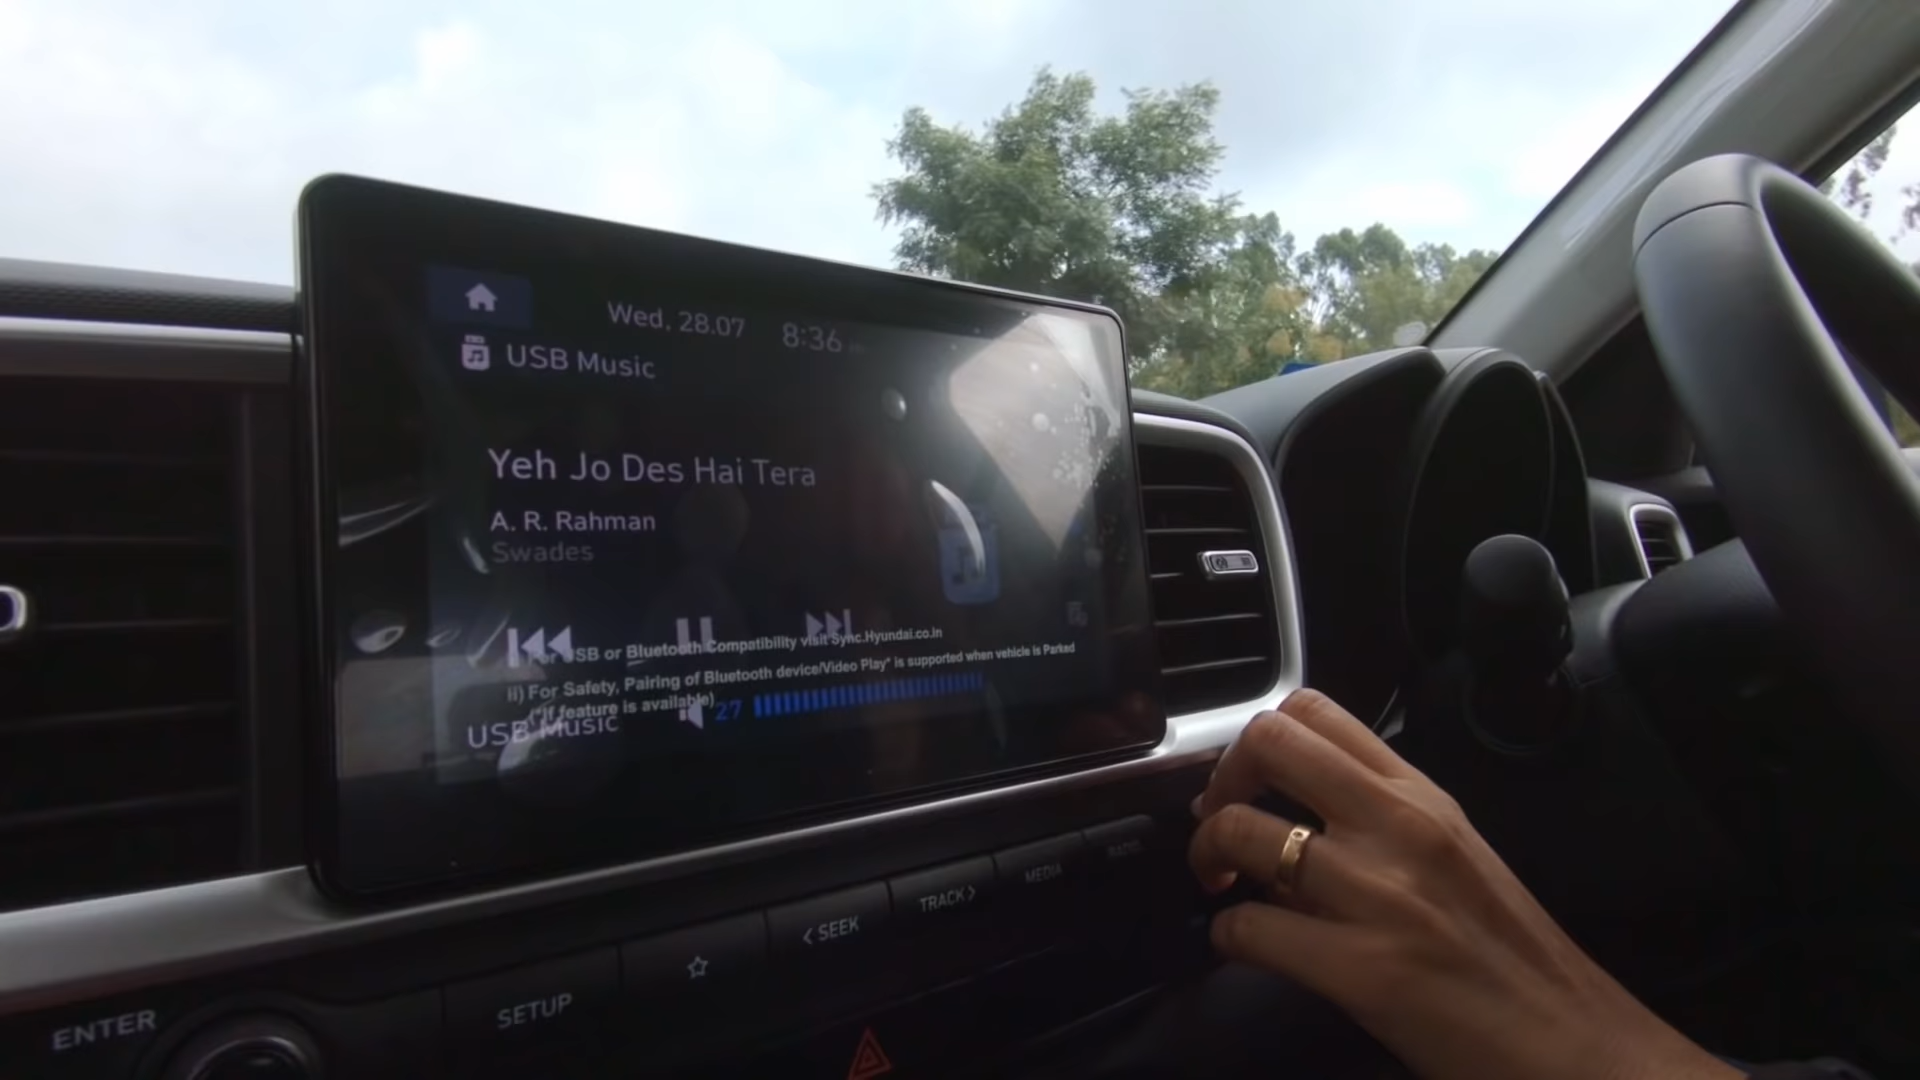 Wed, 28.07 8:36
USB Music
Yeh Jo Des Hai Tera
A. R. Rahman
Swades
USB or Bluetooth Compatibility visit Sync.Hyundai.co.in
ii) For Safety, Pairing of Bluetooth device/Video Play* is supported when vehicle is Parked
(*If feature is available)
USB Music 27
ENTER
SETUP
< SEEK
TRACK >
MEDIA
RADIO